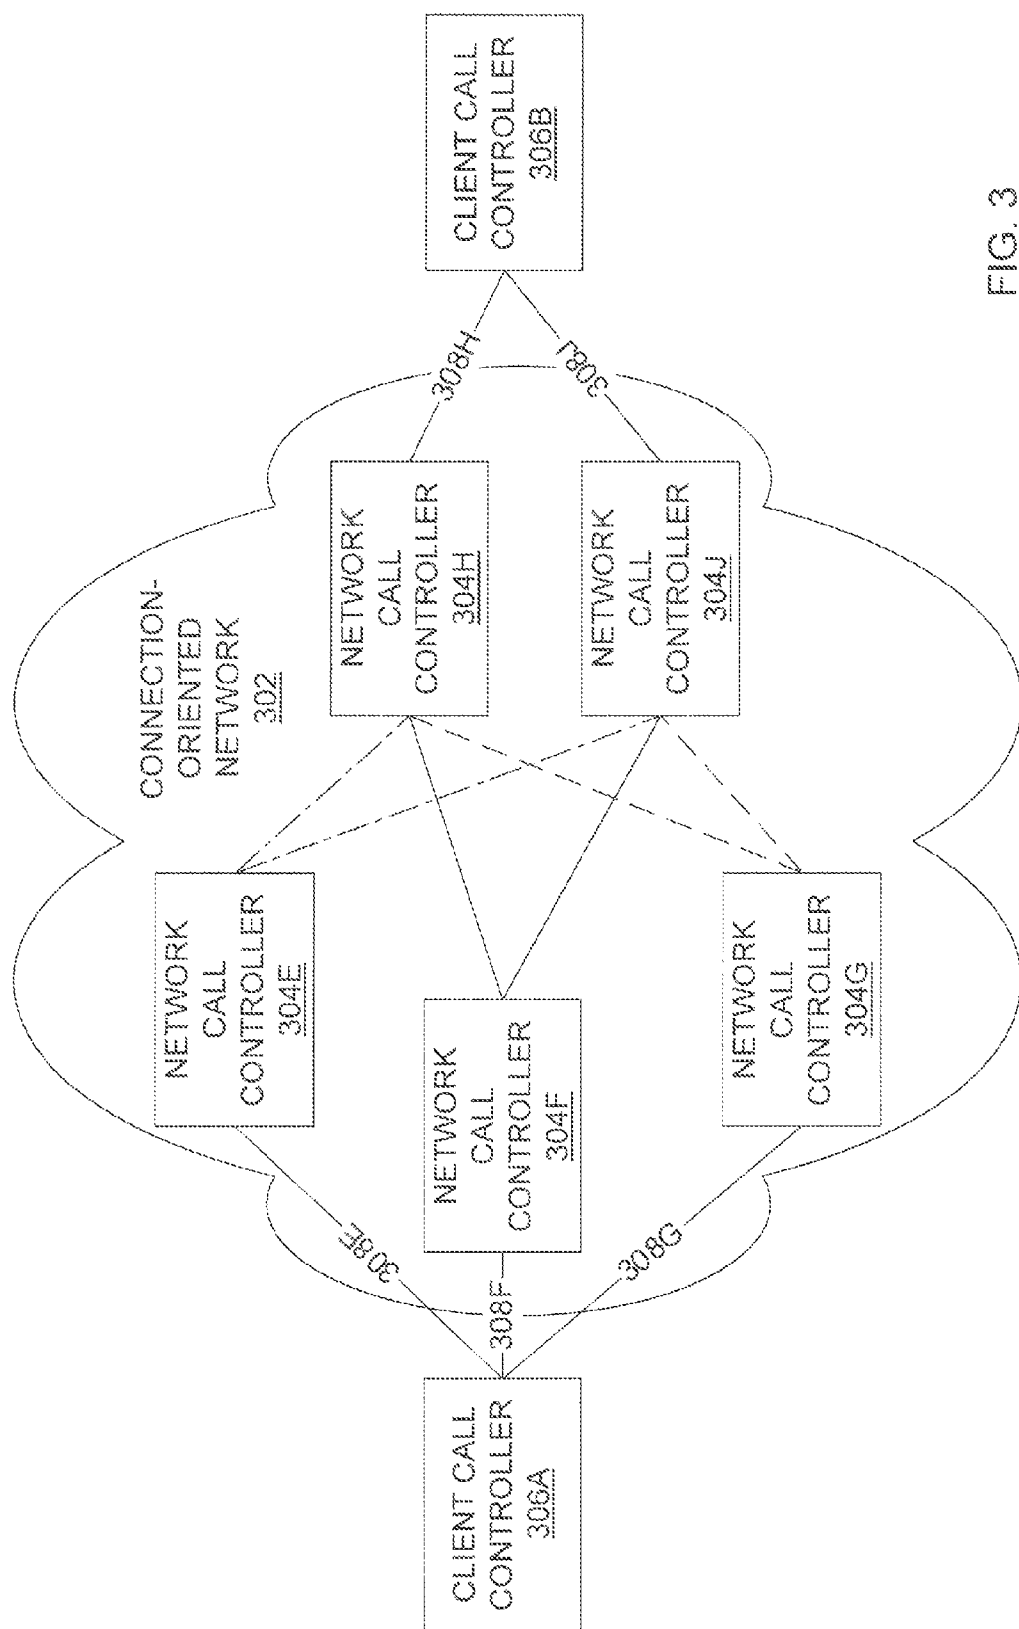 CONNECTION-
ORIENTED
NETWORK
302
CLIENT CALL
CONTROLLER
306A
308E
308F
308G
NETWORK
CALL
CONTROLLER
304E
NETWORK
CALL
CONTROLLER
304F
NETWORK
CALL
CONTROLLER
304G
NETWORK
CALL
CONTROLLER
304H
NETWORK
CALL
CONTROLLER
304J
308H
308J
CLIENT CALL
CONTROLLER
306B
FIG. 3